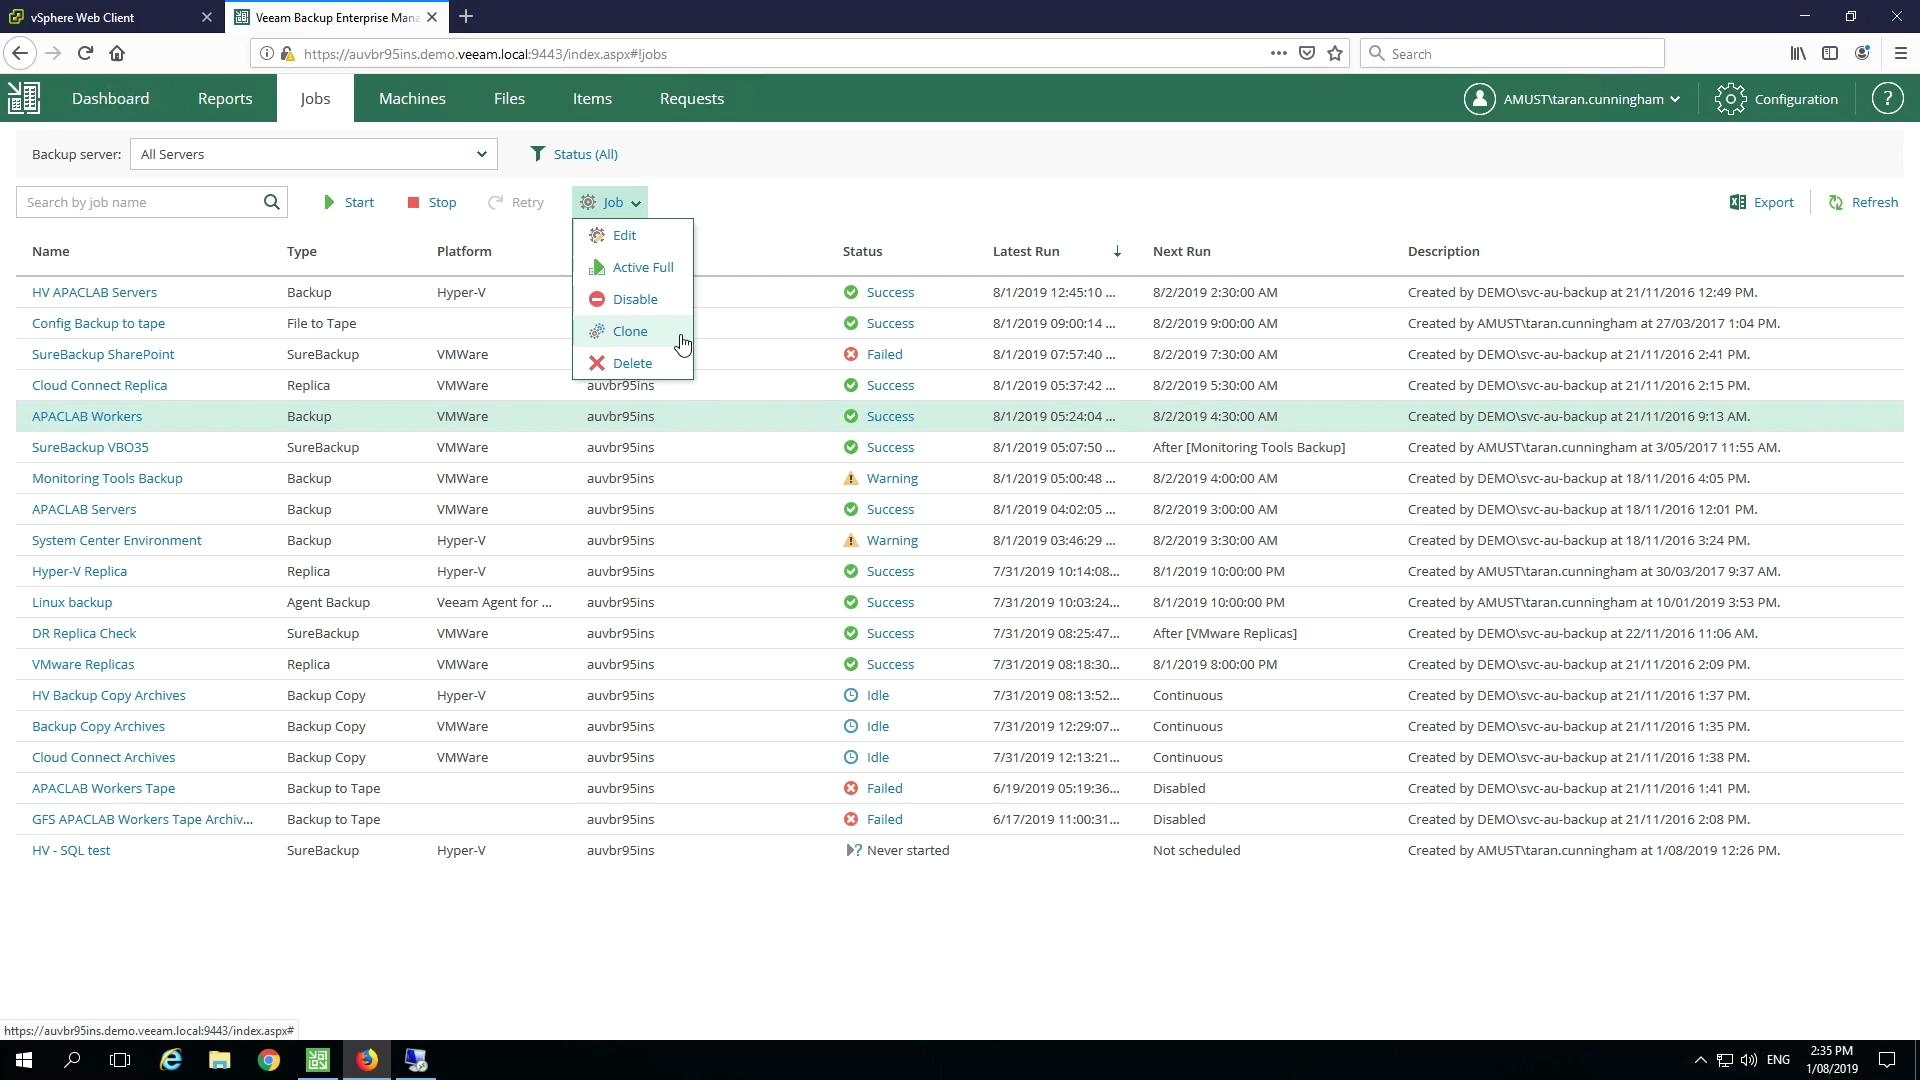 vSphere Web Client
Veeam Backup Enterprise Mana
https://auvbr95ins.demo.veeam.local:9443/index.aspx#!jobs
Search
Dashboard Reports Jobs Machines Files Items Requests
AMUST\taran.cunningham Configuration ?
Backup server: All Servers Status (All)
Search by job name Start Stop Retry Job Export Refresh
Edit
Active Full
Disable
Clone
Delete
Name Type Platform Status Latest Run Next Run Description
HV APACLAB Servers Backup Hyper-V Success 8/1/2019 12:45:10 ... 8/2/2019 2:30:00 AM Created by DEMO\svc-au-backup at 21/11/2016 12:49 PM.
Config Backup to tape File to Tape Success 8/1/2019 09:00:14 ... 8/2/2019 9:00:00 AM Created by AMUST\taran.cunningham at 27/03/2017 1:04 PM.
SureBackup SharePoint SureBackup VMWare Failed 8/1/2019 07:57:40 ... 8/2/2019 7:30:00 AM Created by DEMO\svc-au-backup at 21/11/2016 2:41 PM.
Cloud Connect Replica Replica VMWare auvbr95ins Success 8/1/2019 05:37:42 ... 8/2/2019 5:30:00 AM Created by DEMO\svc-au-backup at 21/11/2016 2:15 PM.
APACLAB Workers Backup VMWare auvbr95ins Success 8/1/2019 05:24:04 ... 8/2/2019 4:30:00 AM Created by DEMO\svc-au-backup at 21/11/2016 9:13 AM.
SureBackup VBO35 SureBackup VMWare auvbr95ins Success 8/1/2019 05:07:50 ... After [Monitoring Tools Backup] Created by AMUST\taran.cunningham at 3/05/2017 11:55 AM.
Monitoring Tools Backup Backup VMWare auvbr95ins Warning 8/1/2019 05:00:48 ... 8/2/2019 4:00:00 AM Created by DEMO\svc-au-backup at 18/11/2016 4:05 PM.
APACLAB Servers Backup VMWare auvbr95ins Success 8/1/2019 04:02:05 ... 8/2/2019 3:00:00 AM Created by DEMO\svc-au-backup at 18/11/2016 12:01 PM.
System Center Environment Backup Hyper-V auvbr95ins Warning 8/1/2019 03:46:29 ... 8/2/2019 3:30:00 AM Created by DEMO\svc-au-backup at 18/11/2016 3:24 PM.
Hyper-V Replica Replica Hyper-V auvbr95ins Success 7/31/2019 10:14:08... 8/1/2019 10:00:00 PM Created by AMUST\taran.cunningham at 30/03/2017 9:37 AM.
Linux backup Agent Backup Veeam Agent for ... auvbr95ins Success 7/31/2019 10:03:24... 8/1/2019 10:00:00 PM Created by AMUST\taran.cunningham at 10/01/2019 3:53 PM.
DR Replica Check SureBackup VMWare auvbr95ins Success 7/31/2019 08:25:47... After [VMware Replicas] Created by DEMO\svc-au-backup at 22/11/2016 11:06 AM.
VMware Replicas Replica VMWare auvbr95ins Success 7/31/2019 08:18:30... 8/1/2019 8:00:00 PM Created by DEMO\svc-au-backup at 21/11/2016 2:09 PM.
HV Backup Copy Archives Backup Copy Hyper-V auvbr95ins Idle 7/31/2019 08:13:52... Continuous Created by DEMO\svc-au-backup at 21/11/2016 1:37 PM.
Backup Copy Archives Backup Copy VMWare auvbr95ins Idle 7/31/2019 12:29:07... Continuous Created by DEMO\svc-au-backup at 21/11/2016 1:35 PM.
Cloud Connect Archives Backup Copy VMWare auvbr95ins Idle 7/31/2019 12:13:21... Continuous Created by DEMO\svc-au-backup at 21/11/2016 1:38 PM.
APACLAB Workers Tape Backup to Tape auvbr95ins Failed 6/19/2019 05:19:36... Disabled Created by DEMO\svc-au-backup at 21/11/2016 1:41 PM.
GFS APACLAB Workers Tape Archiv... Backup to Tape auvbr95ins Failed 6/17/2019 11:00:31... Disabled Created by DEMO\svc-au-backup at 21/11/2016 2:08 PM.
HV - SQL test SureBackup Hyper-V auvbr95ins Never started Not scheduled Created by AMUST\taran.cunningham at 1/08/2019 12:26 PM.
https://auvbr95ins.demo.veeam.local:9443/index.aspx#
ENG
2:35 PM
1/08/2019